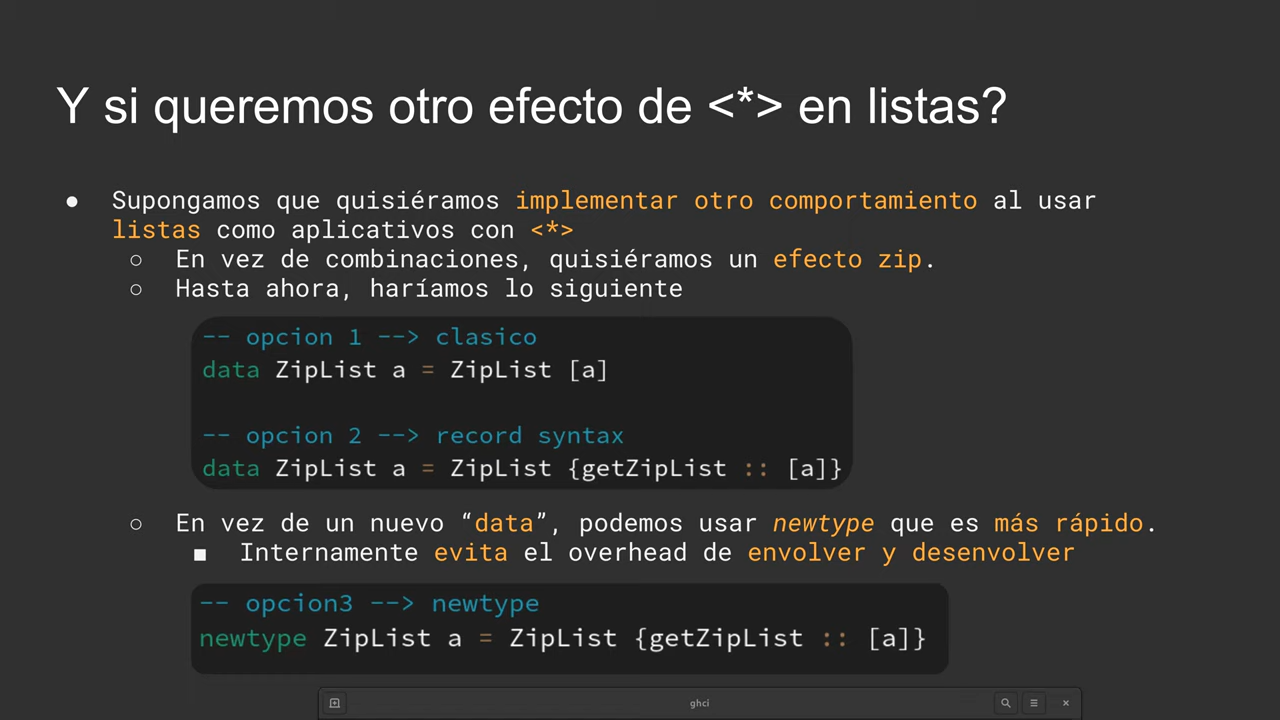 Y si queremos otro efecto de <*> en listas?
● Supongamos que quisiéramos implementar otro comportamiento al usar
listas como aplicativos con <*>
○ En vez de combinaciones, quisiéramos un efecto zip.
○ Hasta ahora, haríamos lo siguiente
-- opcion 1 --> clasico
data ZipList a = ZipList [a]
-- opcion 2 --> record syntax
data ZipList a = ZipList {getZipList :: [a]}
○ En vez de un nuevo “data”, podemos usar newtype que es más rápido.
■ Internamente evita el overhead de envolver y desenvolver
-- opcion3 --> newtype
newtype ZipList a = ZipList {getZipList :: [a]}
ghci